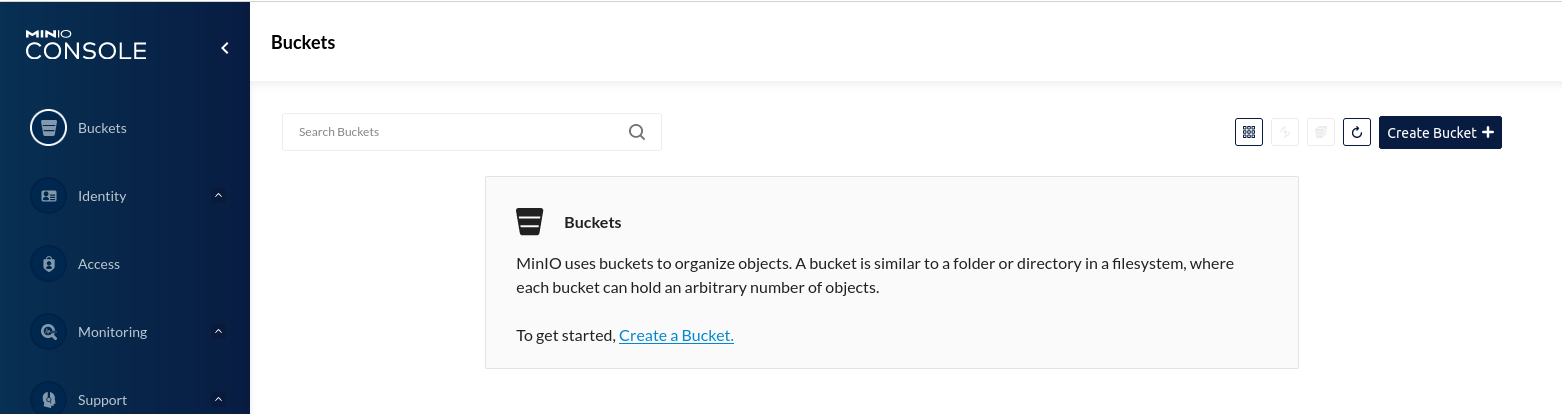 MINIO
CONSOLE
Buckets
Identity
Access
Monitoring
Support
Buckets
Search Buckets
Create Bucket
Buckets
MinIO uses buckets to organize objects. A bucket is similar to a folder or directory in a filesystem, where
each bucket can hold an arbitrary number of objects.
To get started, Create a Bucket.